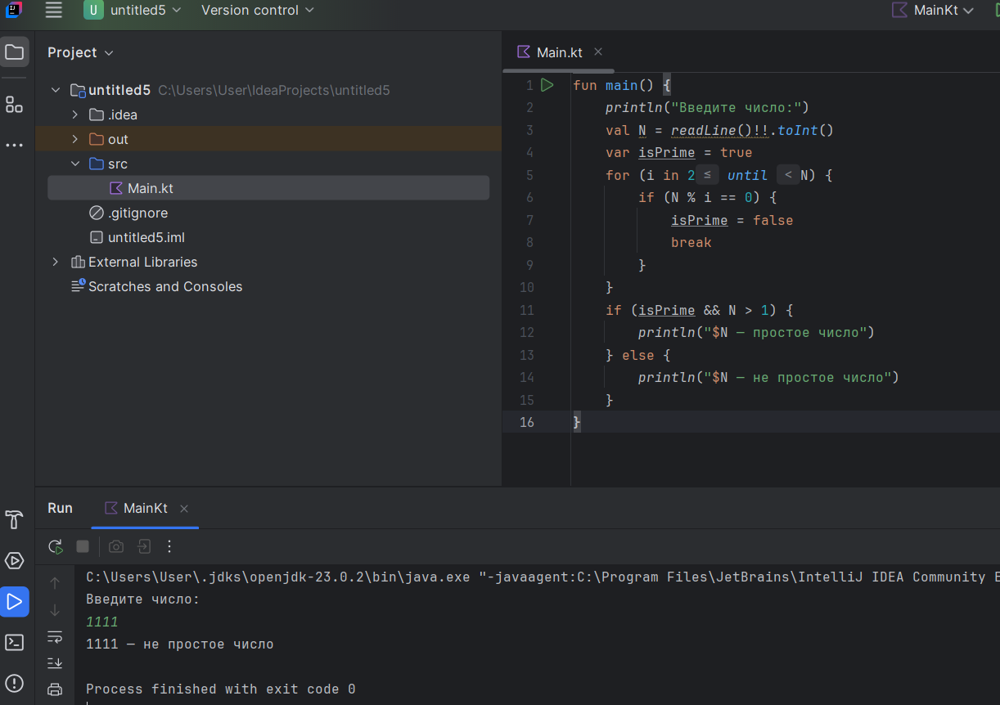 U untitled5 Version control MainKt
Project
Main.kt
untitled5 C:\Users\User\IdeaProjects\untitled5
.idea
out
src
Main.kt
.gitignore
untitled5.iml
External Libraries
Scratches and Consoles
1 fun main() {
2 println("Введите число:")
3 val N = readLine()!!.toInt()
4 var isPrime = true
5 for (i in 2 ≤ until < N) {
6 if (N % i == 0) {
7 isPrime = false
8 break
9 }
10 }
11 if (isPrime && N > 1) {
12 println("$N — простое число")
13 } else {
14 println("$N — не простое число")
15 }
16 }
Run MainKt
C:\Users\User\.jdks\openjdk-23.0.2\bin\java.exe "-javaagent:C:\Program Files\JetBrains\IntelliJ IDEA Community E
Введите число:
1111
1111 — не простое число
Process finished with exit code 0